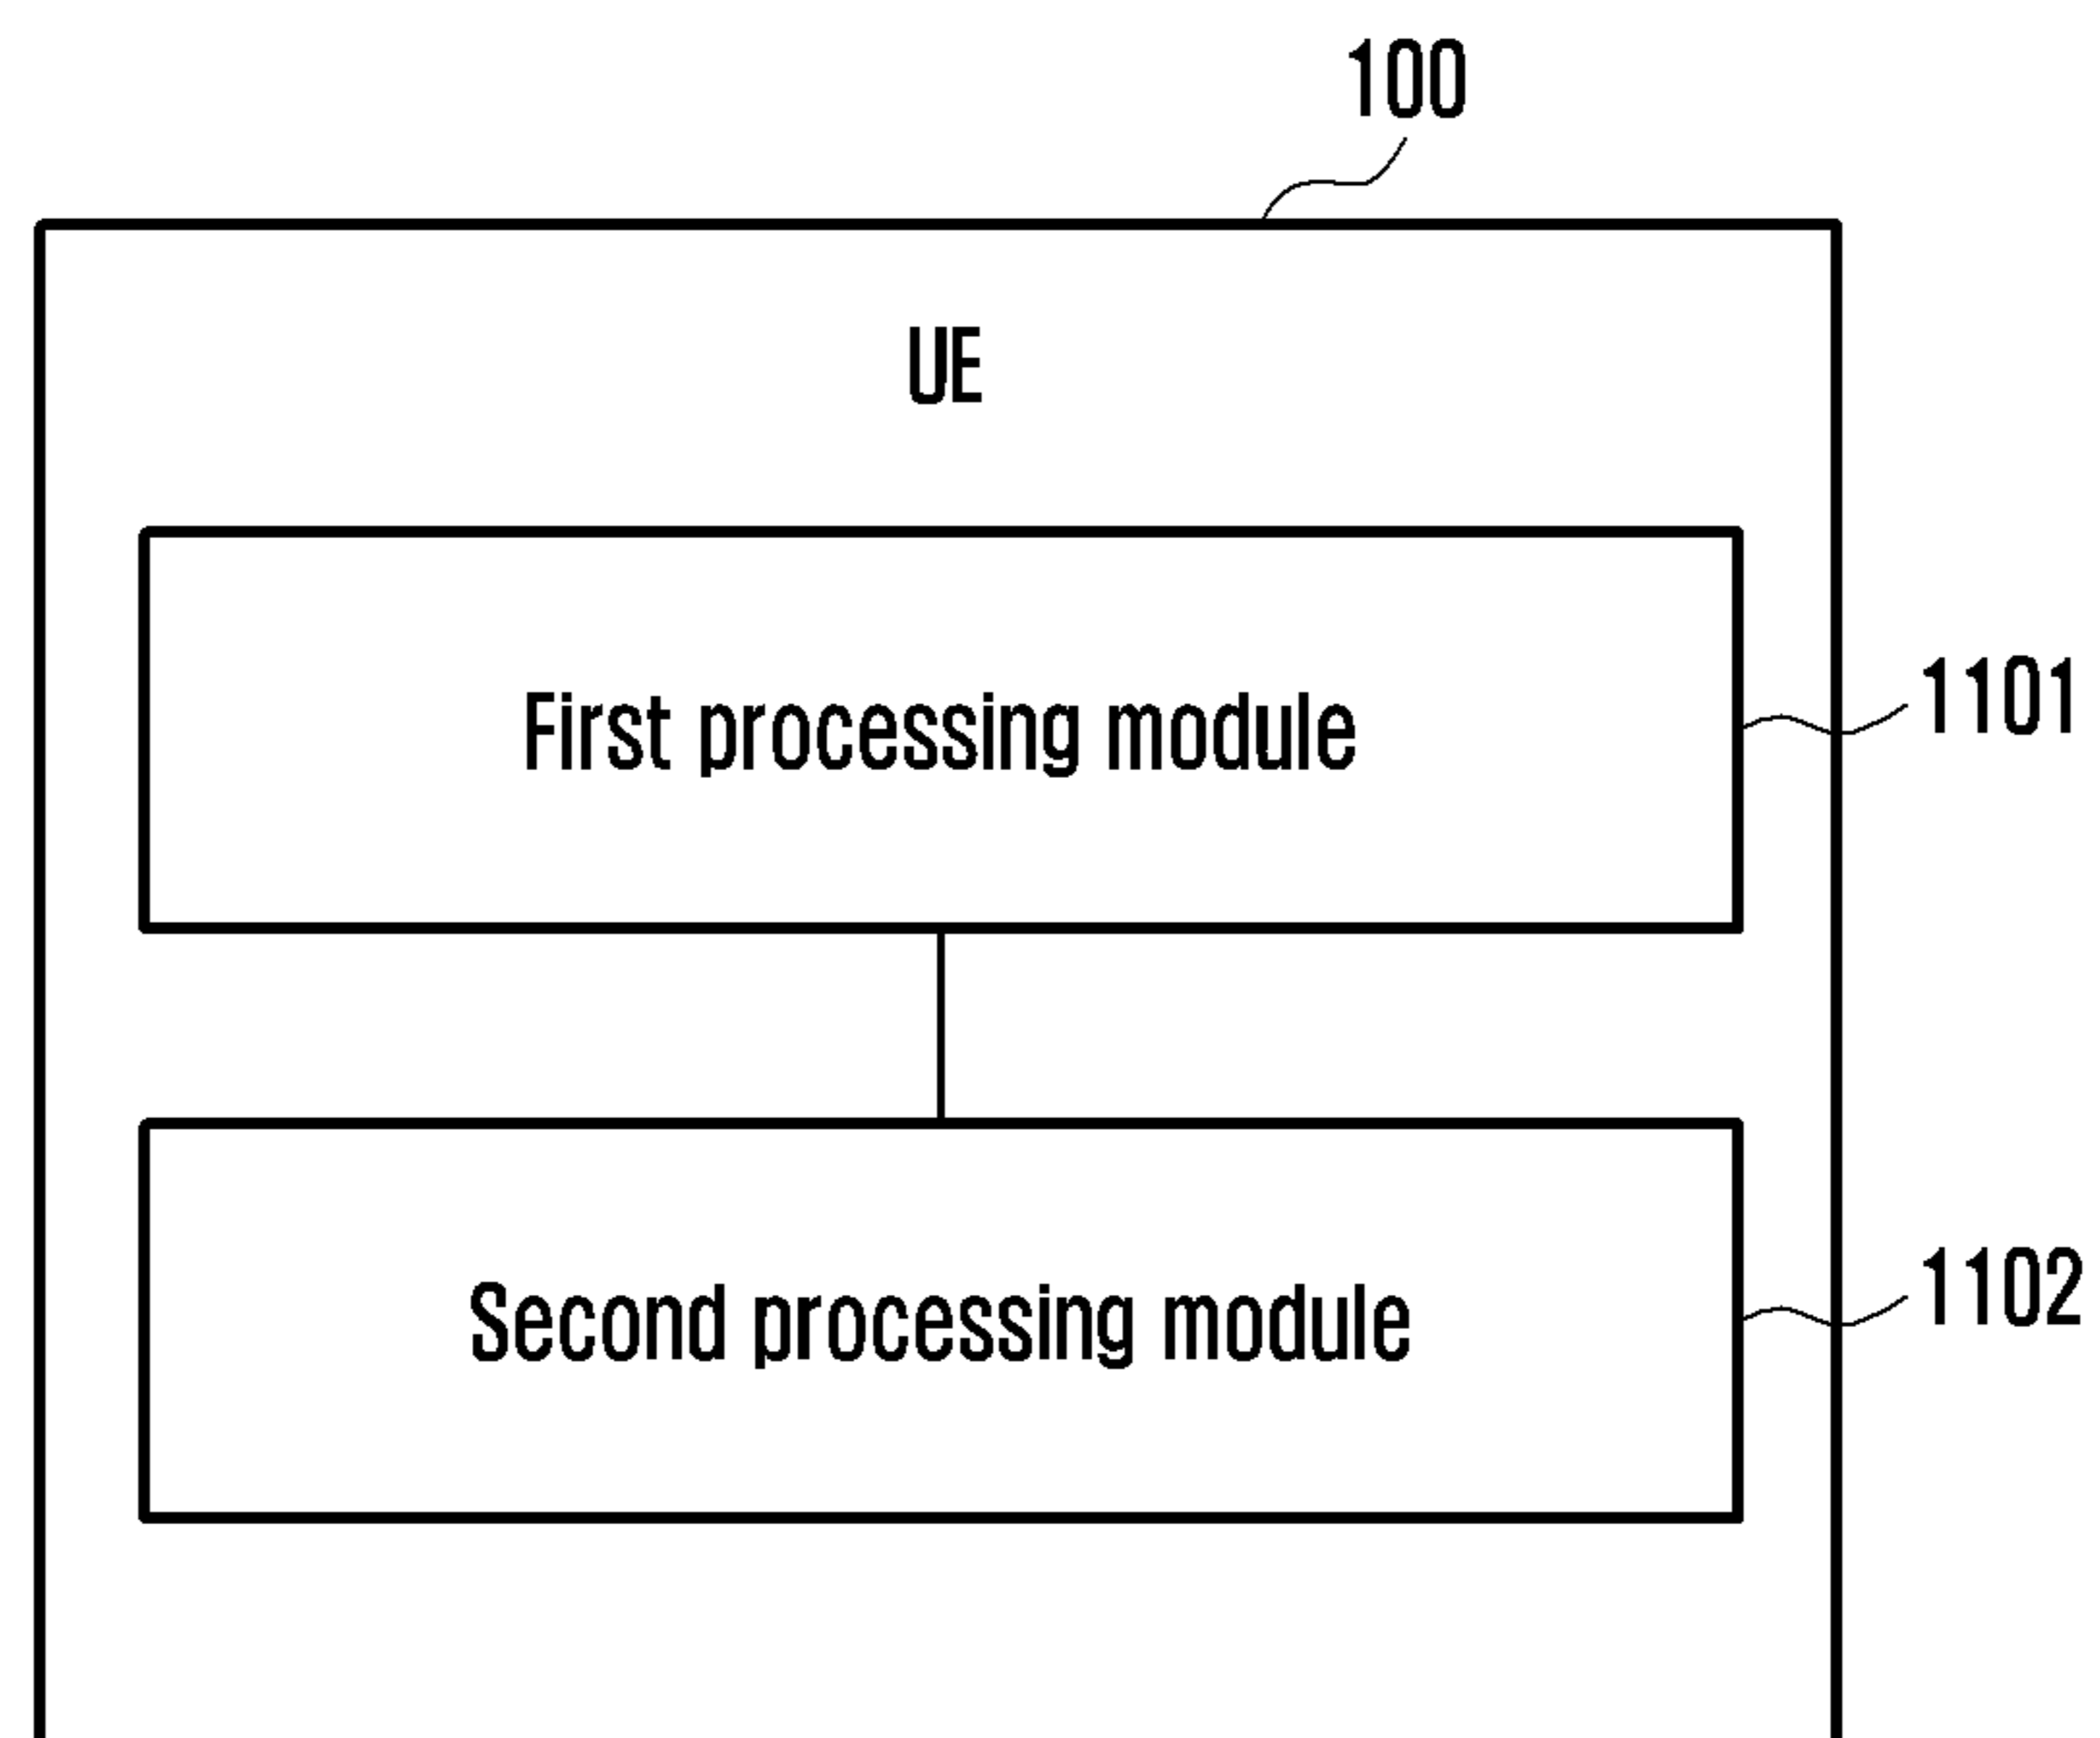 100
UE
First processing module
1101
Second processing module
1102